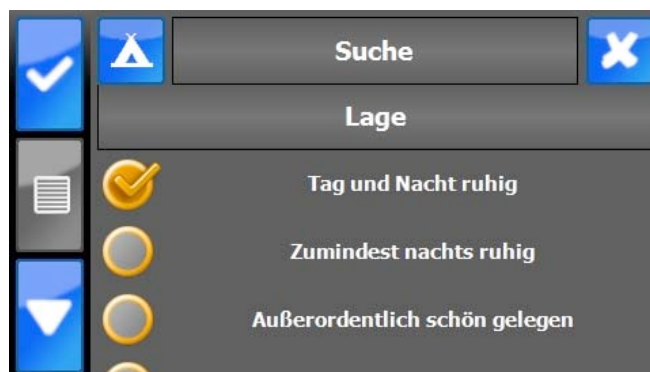 Suche
Lage
Tag und Nacht ruhig
Zumindest nachts ruhig
Außerordentlich schön gelegen